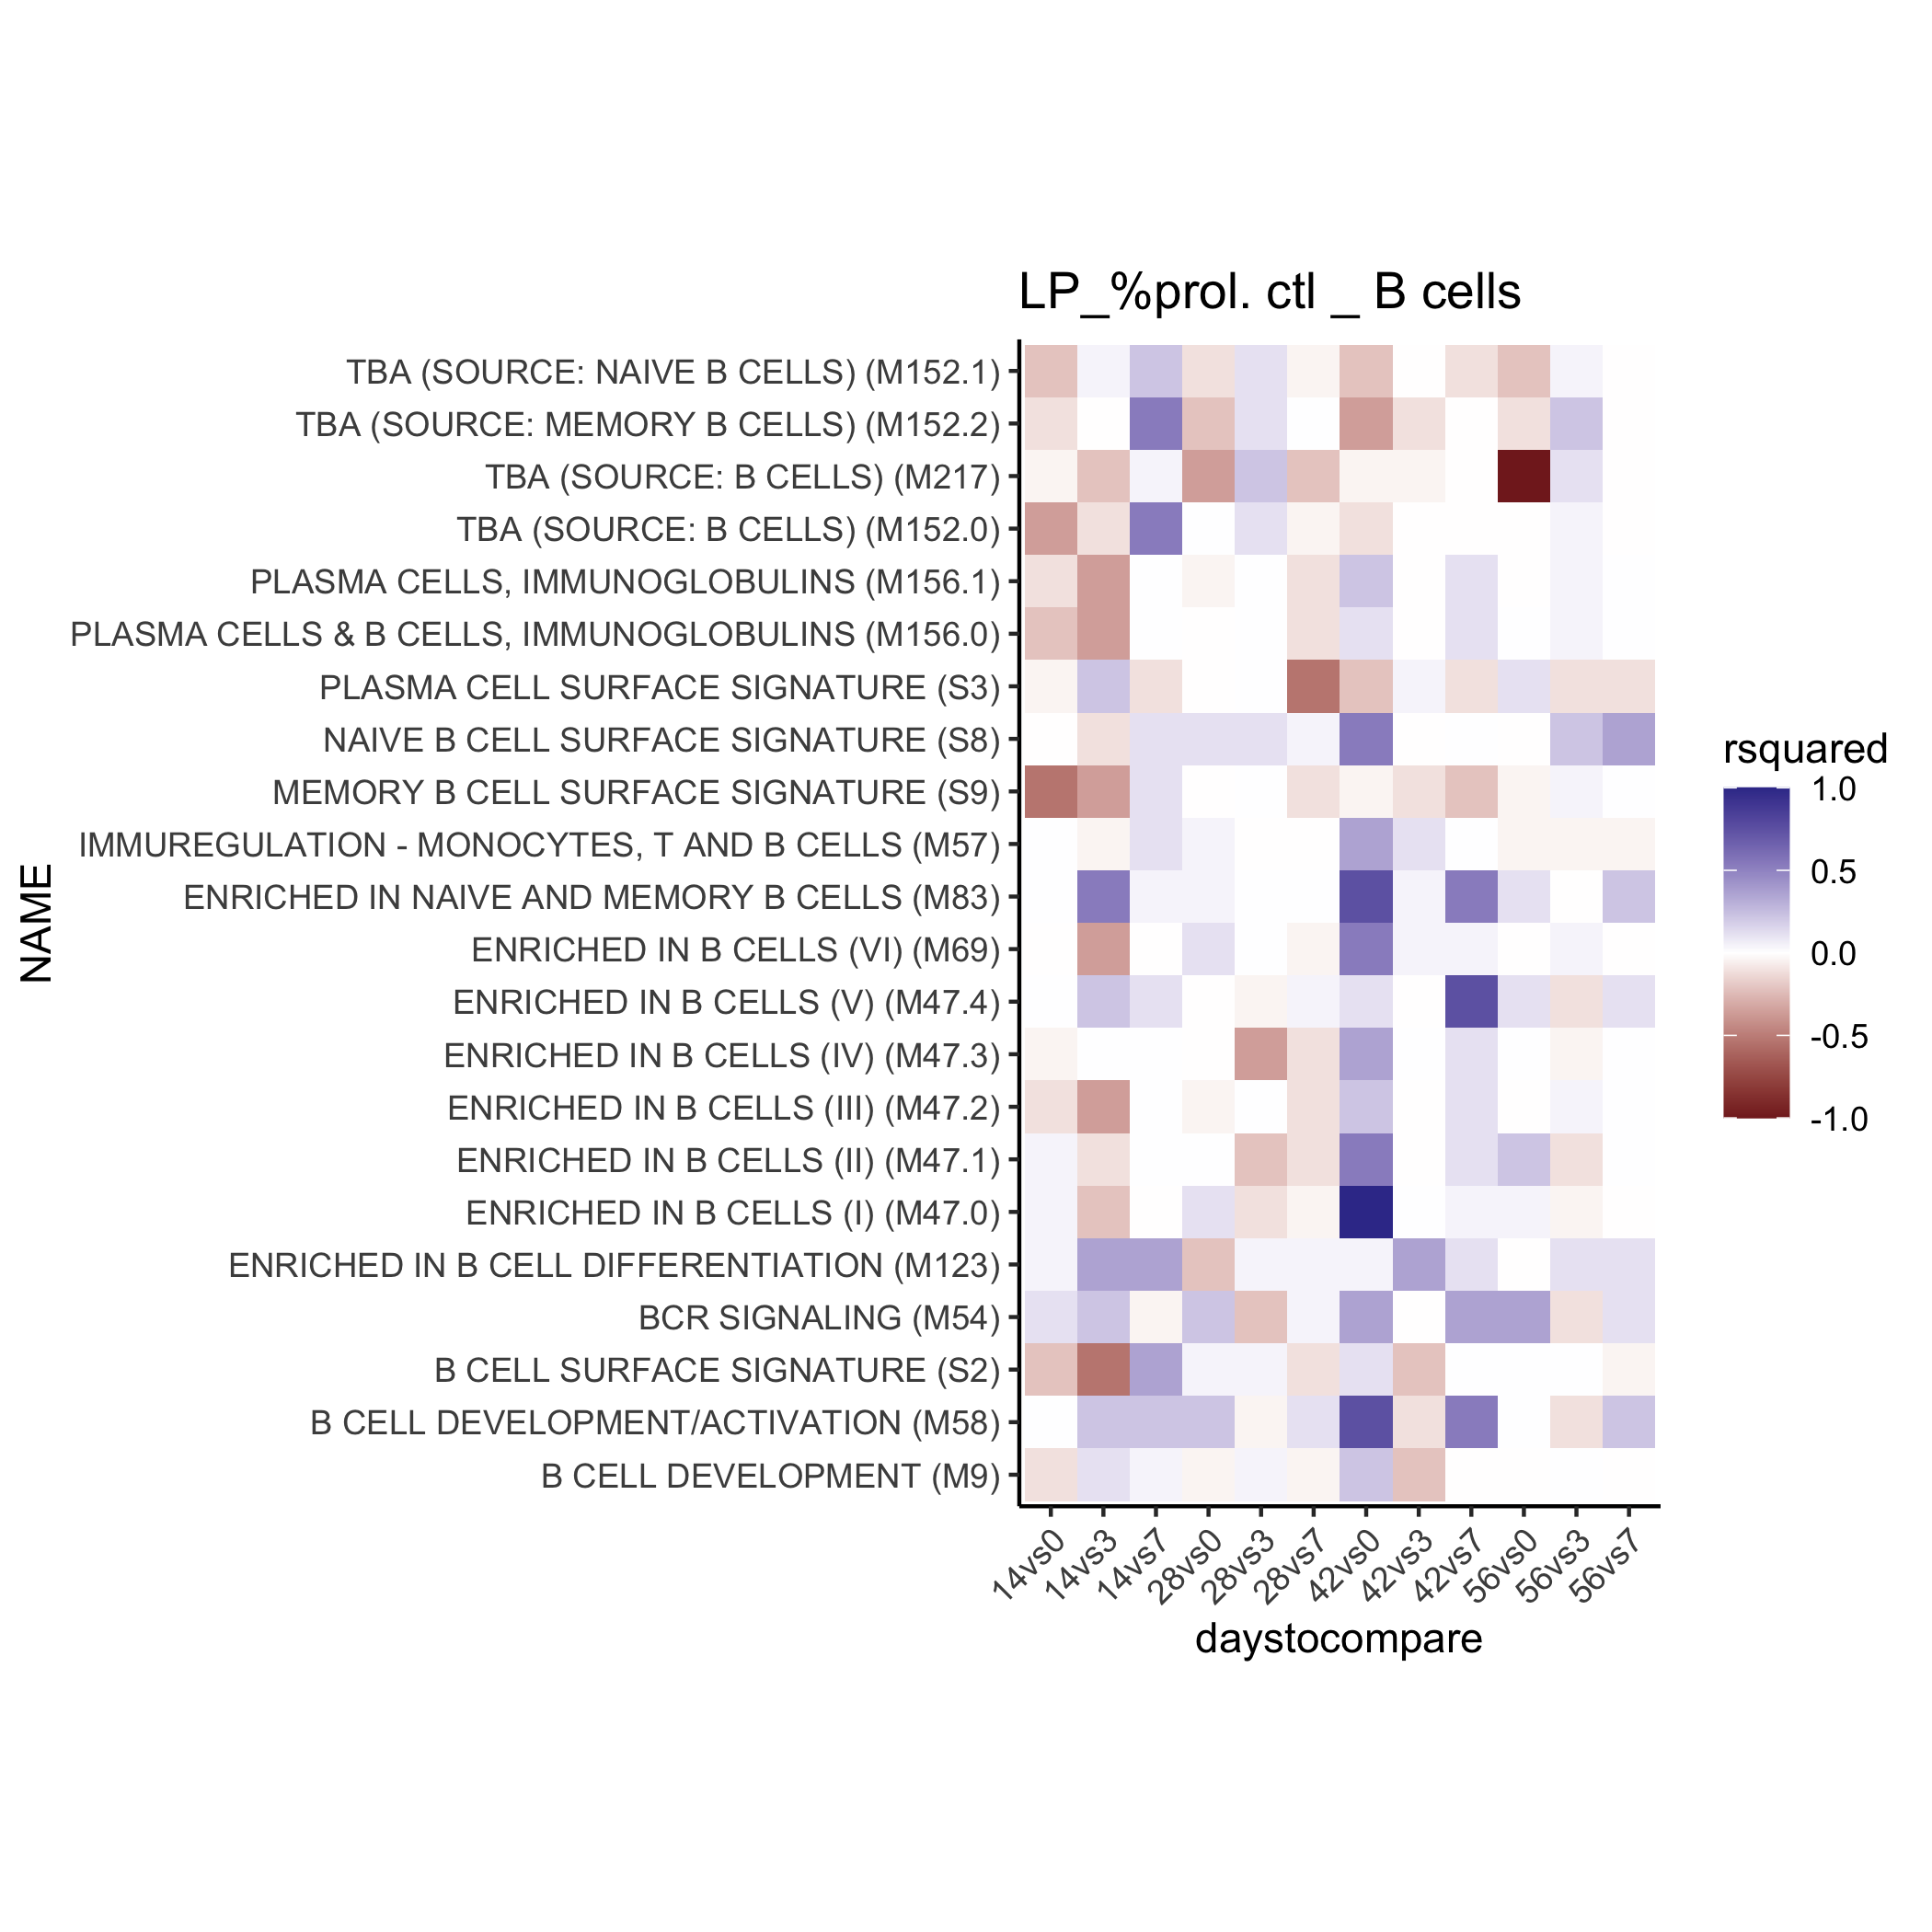 LP_%prol. ctl _ B cells
TBA (SOURCE: NAIVE B CELLS) (M152.1)
TBA (SOURCE: MEMORY B CELLS) (M152.2)
TBA (SOURCE: B CELLS) (M217)
TBA (SOURCE: B CELLS) (M152.0)
PLASMA CELLS, IMMUNOGLOBULINS (M156.1)
PLASMA CELLS & B CELLS, IMMUNOGLOBULINS (M156.0)
PLASMA CELL SURFACE SIGNATURE (S3)
NAIVE B CELL SURFACE SIGNATURE (S8)
MEMORY B CELL SURFACE SIGNATURE (S9)
IMMUREGULATION - MONOCYTES, T AND B CELLS (M57)
ENRICHED IN NAIVE AND MEMORY B CELLS (M83)
ENRICHED IN B CELLS (VI) (M69)
ENRICHED IN B CELLS (V) (M47.4)
ENRICHED IN B CELLS (IV) (M47.3)
ENRICHED IN B CELLS (III) (M47.2)
ENRICHED IN B CELLS (II) (M47.1)
ENRICHED IN B CELLS (I) (M47.0)
ENRICHED IN B CELL DIFFERENTIATION (M123)
BCR SIGNALING (M54)
B CELL SURFACE SIGNATURE (S2)
B CELL DEVELOPMENT/ACTIVATION (M58)
B CELL DEVELOPMENT (M9)
NAME
14vs0
14vs3
14vs7
28vs0
28vs3
28vs7
42vs0
42vs3
42vs7
56vs0
56vs3
56vs7
daystocompare
rsquared
1.0
0.5
0.0
-0.5
-1.0